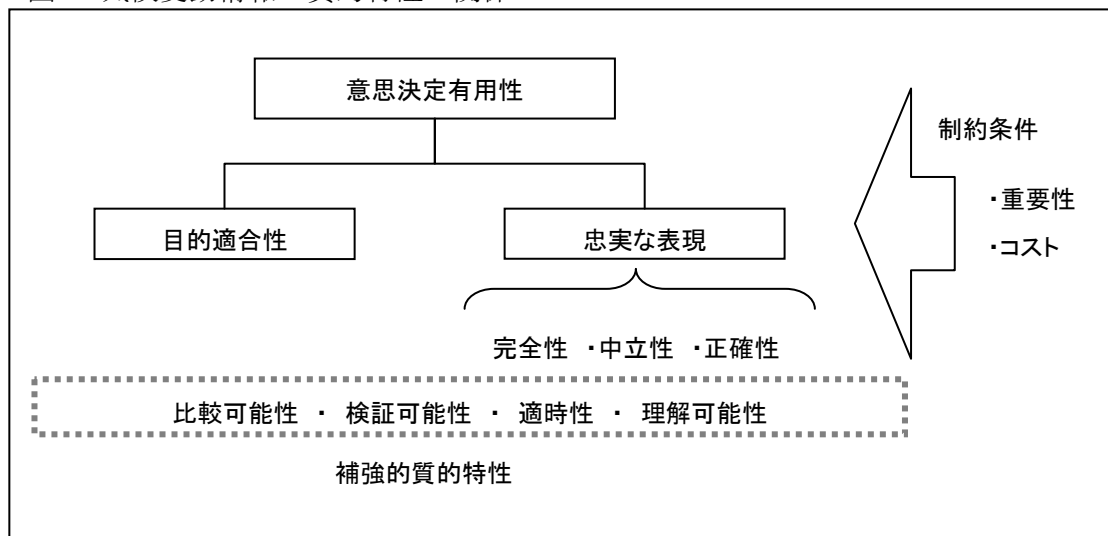 意思決定有用性
制約条件
・重要性
・コスト
目的適合性
忠実な表現
完全性 ・中立性 ・正確性
比較可能性 ・ 検証可能性 ・ 適時性 ・ 理解可能性
補強的質的特性